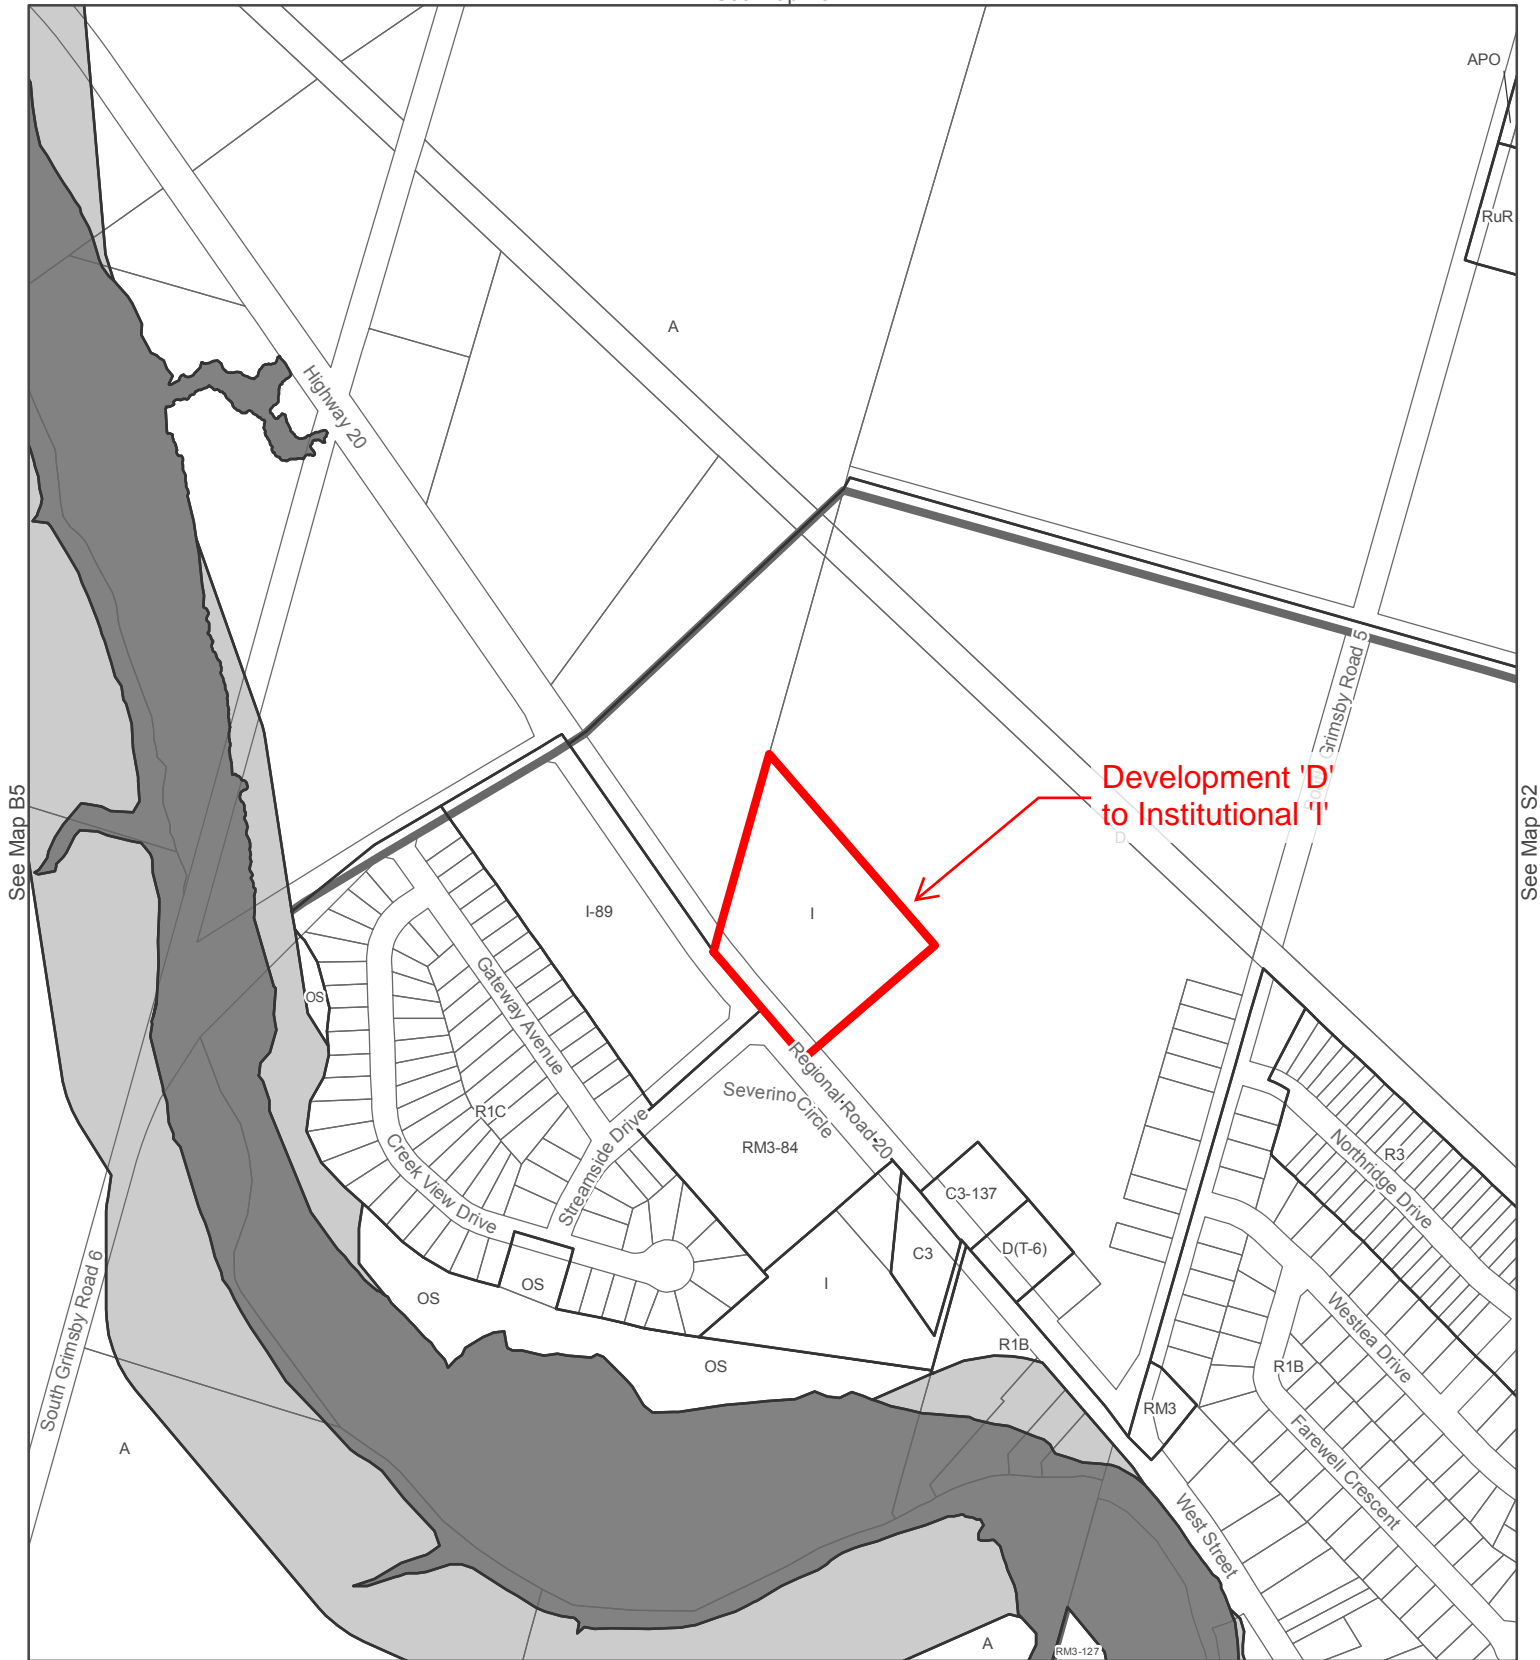 APO
RuR
A
Highway 20
Grimsby Road 5
Development 'D'
to Institutional 'I'
D
See Map B5
See Map S2
I-89
I
OS
Gateway Avenue
R1C
Regional Road 20
Severino Circle
RM3-84
Streamside Drive
Creek View Drive
R3
Northridge Drive
C3-137
C3
D(T-6)
I
OS
OS
OS
R1B
South Grimsby Road 6
Westlea Drive
R1B
RM3
Farewell Crescent
A
West Street
A
RM3-127